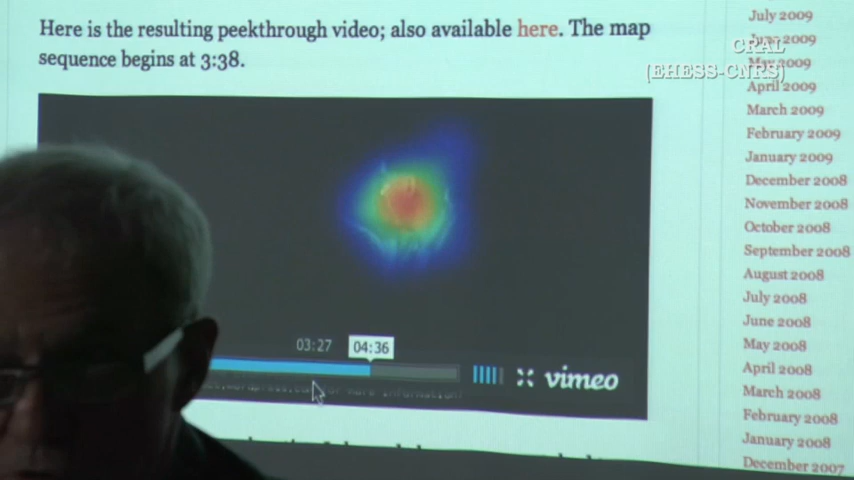 Here is the resulting peekthrough video; also available here. The map
sequence begins at 3:38.
03:27
04:36
vimeo
July 2009
June 2009
May 2009
April 2009
March 2009
February 2009
January 2009
December 2008
November 2008
October 2008
September 2008
August 2008
July 2008
June 2008
May 2008
April 2008
March 2008
February 2008
January 2008
December 2007
CRAL
(EHESS-CNRS)